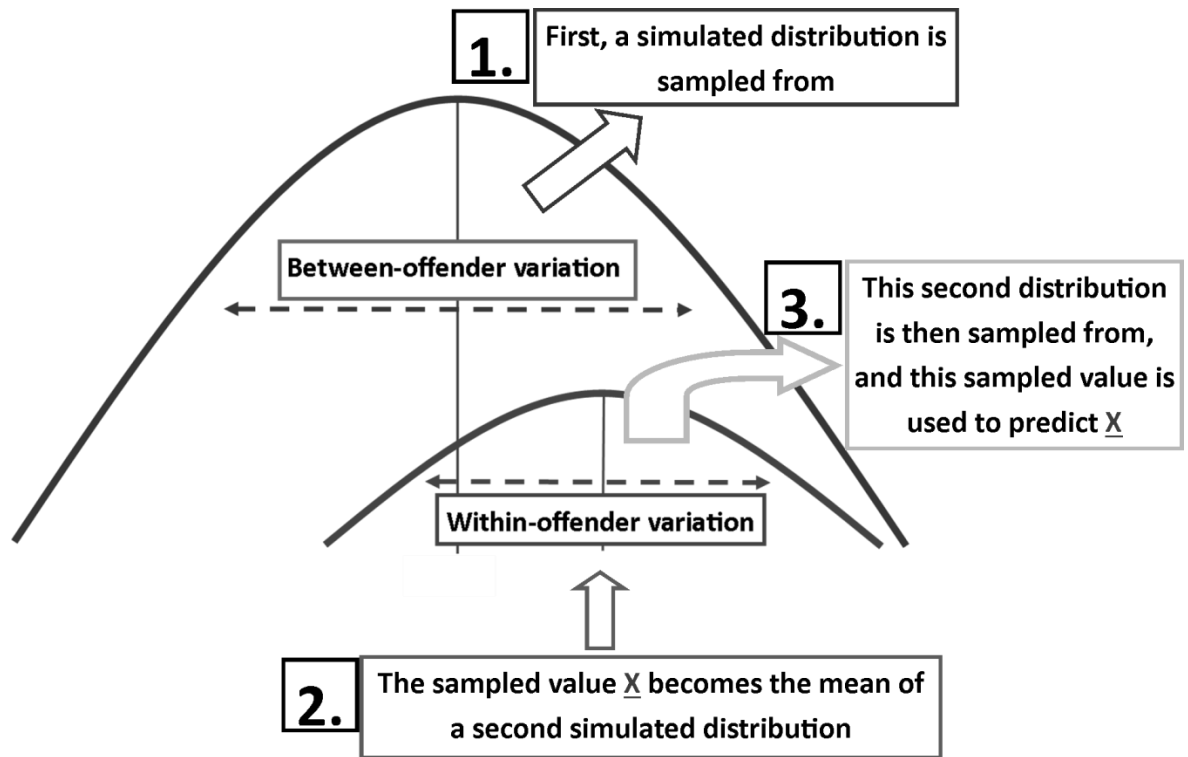 1.
First, a simulated distribution is
sampled from
Between-offender variation
3.
This second distribution
is then sampled from,
and this sampled value is
used to predict X
Within-offender variation
2.
The sampled value X becomes the mean of
a second simulated distribution